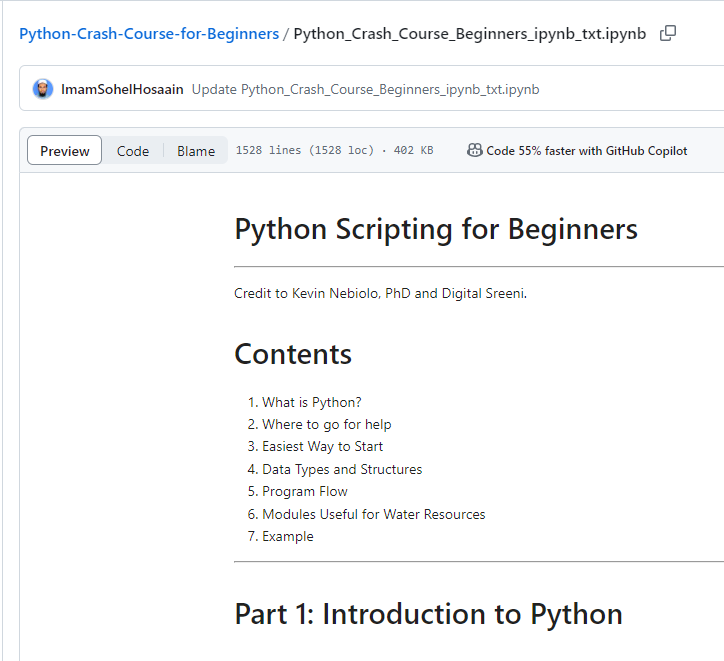 Python-Crash-Course-for-Beginners / Python_Crash_Course_Beginners_ipynb_txt.ipynb
ImamSohelHosaain Update Python_Crash_Course_Beginners_ipynb_txt.ipynb
Preview Code Blame 1528 lines (1528 loc) · 402 KB Code 55% faster with GitHub Copilot
Python Scripting for Beginners
Credit to Kevin Nebiolo, PhD and Digital Sreeni.
Contents
1. What is Python?
2. Where to go for help
3. Easiest Way to Start
4. Data Types and Structures
5. Program Flow
6. Modules Useful for Water Resources
7. Example
Part 1: Introduction to Python